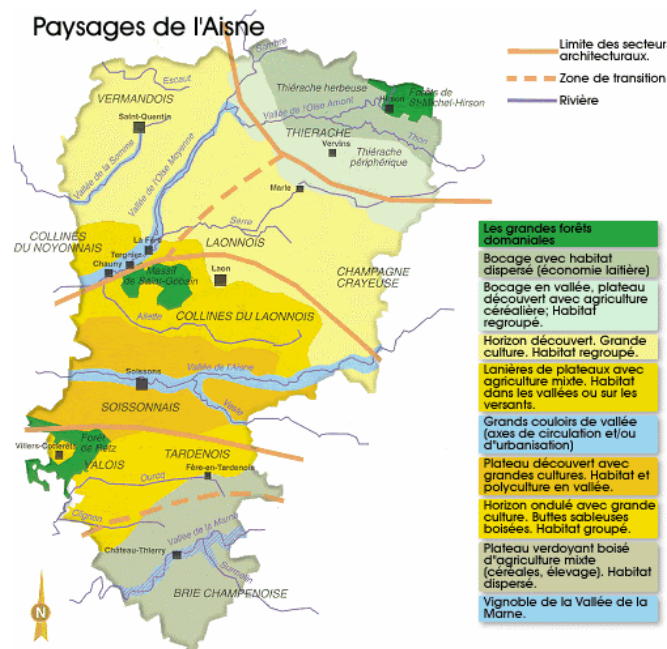 Paysages de l'Aisne
Limite des secteurs
architecturaux.
Zone de transition
Rivière
Sambre
Escaut
VERMANDOIS
Saint-Quentin
Thiérache herbeuse
Forêts de
St-Michel-Hirson
Hirson
Vallée de l'Oise Amont
THIERACHE
Thon
Vervins
Thiérache
périphérique
Vallée de la Somme
Vallée de l'Oise Moyenne
Marle
Serre
COLLINES
DU NOYONNAIS
La Fère
Tergnier
Chauny
LAONNOIS
Massif
de Saint-Gobain
Laon
CHAMPAGNE
CRAYEUSE
Ailette
COLLINES DU LAONNOIS
Soissons
Vallée de l'Aisne
SOISSONNAIS
Vesle
Villers-Cotterets
Forêt
de Retz
VALOIS
TARDENOIS
Ourcq
Fère-en-Tardenois
Clignon
Vallée de la Marne
Château-Thierry
Surmelin
BRIE CHAMPENOISE
N
Les grandes forêts
domaniales
Bocage avec habitat
dispersé (économie laitière)
Bocage en vallée, plateau
découvert avec agriculture
céréalière; Habitat
regroupé.
Horizon découvert. Grande
culture. Habitat regroupé.
Lanières de plateaux avec
agriculture mixte. Habitat
dans les vallées ou sur les
versants.
Grands couloirs de vallée
(axes de circulation et/ou
d"urbanisation)
Plateau découvert avec
grandes cultures. Habitat et
polyculture en vallée.
Horizon ondulé avec grande
culture. Buttes sableuses
boisées. Habitat groupé.
Plateau verdoyant boisé
d"agriculture mixte
(céréales, élevage). Habitat
dispersé.
Vignoble de la Vallée de la
Marne.